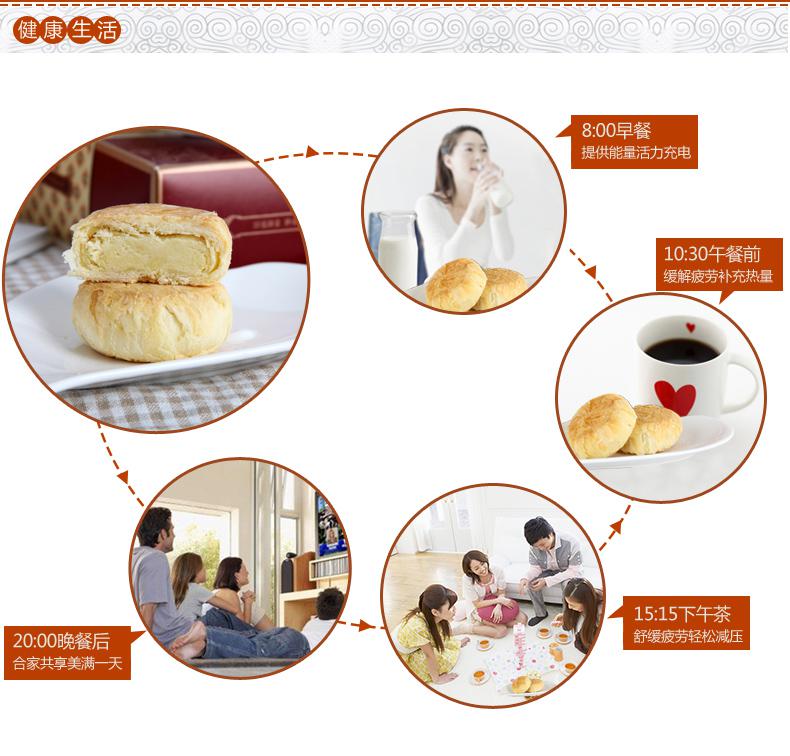 健康生活
8:00早餐
提供能量活力充电
10:30午餐前
缓解疲劳补充热量
15:15下午茶
舒缓疲劳轻松减压
20:00晚餐后
合家共享美满一天